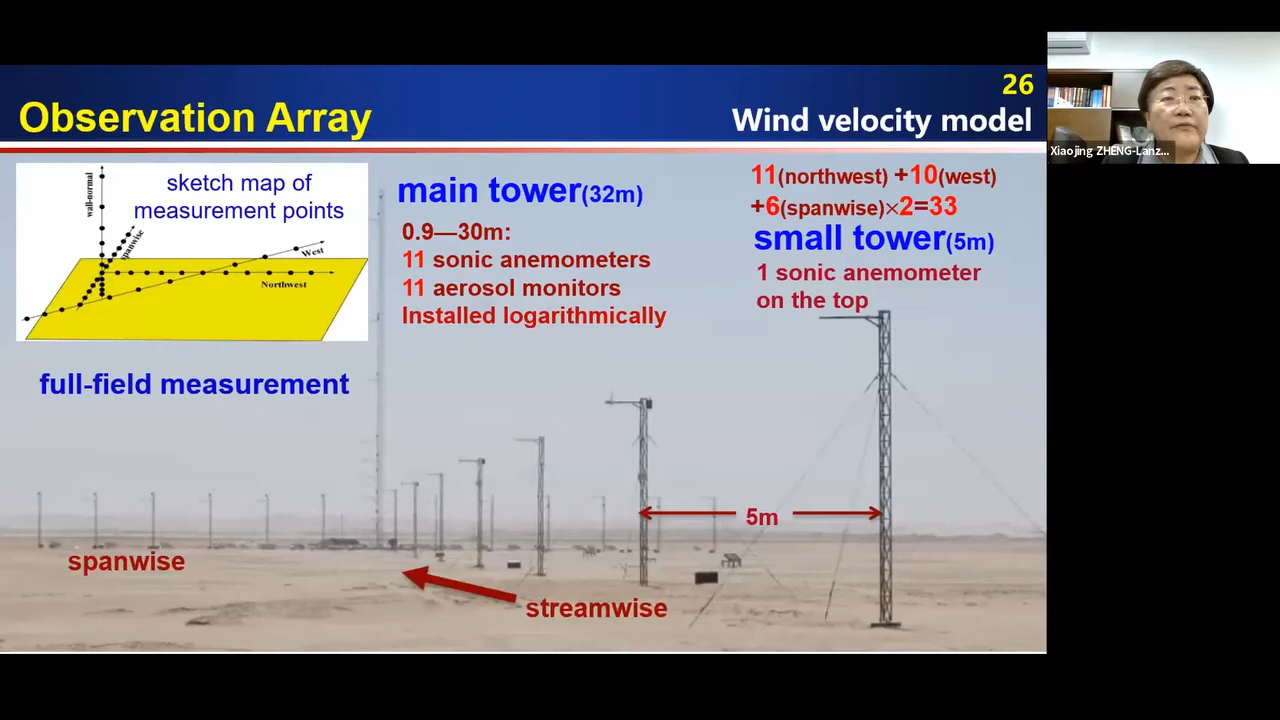 26
Observation Array
Wind velocity model
Xiaojing ZHENG-Lanz...
sketch map of
measurement points
wall-normal
spanwise
West
Northwest
full-field measurement
main tower(32m)
0.9—30m:
11 sonic anemometers
11 aerosol monitors
Installed logarithmically
11(northwest) +10(west)
+6(spanwise)×2=33
small tower(5m)
1 sonic anemometer
on the top
5m
spanwise
streamwise